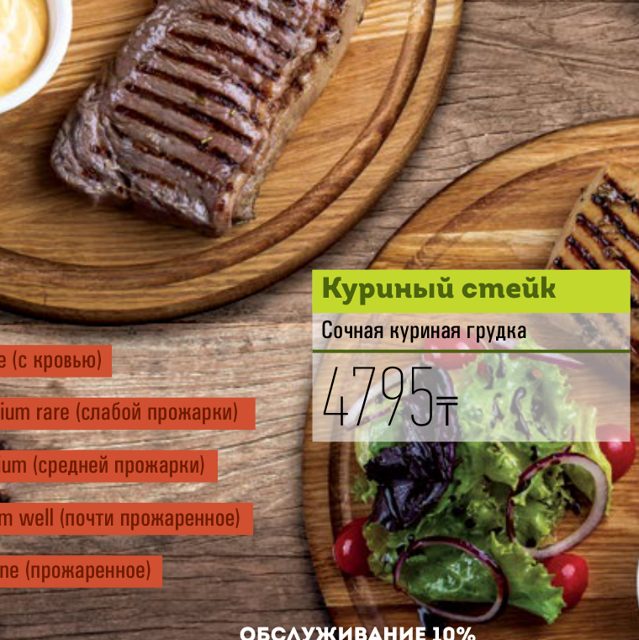 Куриный стейк
Сочная куриная грудка
4795₸
e (с кровью)
ium rare (слабой прожарки)
um (средней прожарки)
m well (почти прожаренное)
ne (прожаренное)
ОБСЛУЖИВАНИЕ 10%